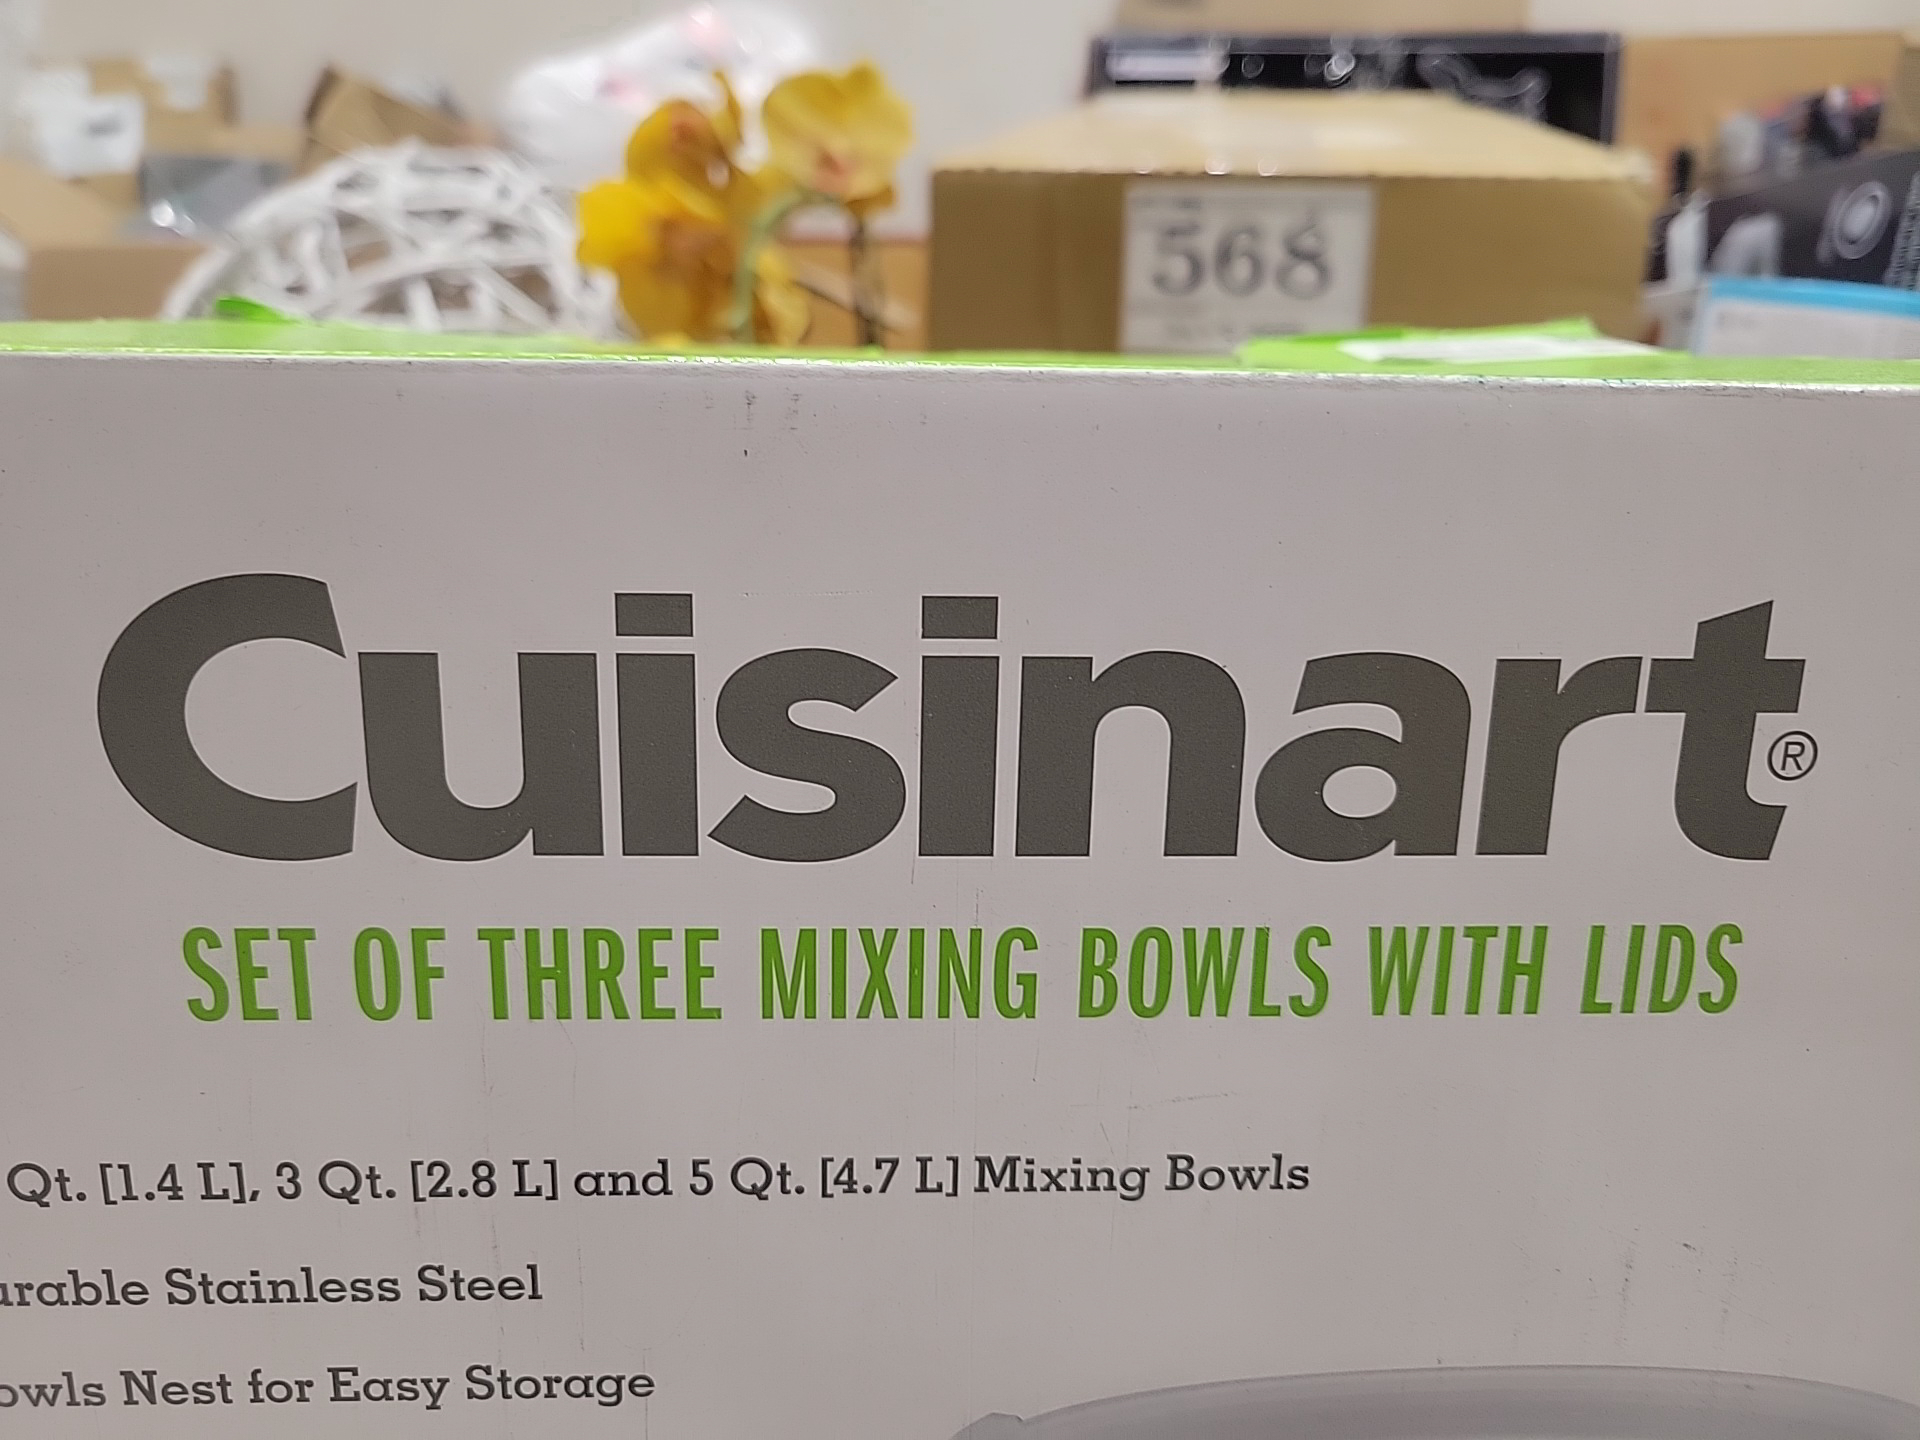 568
Cuisinart®
SET OF THREE MIXING BOWLS WITH LIDS
Qt. [1.4 L], 3 Qt. [2.8 L] and 5 Qt. [4.7 L] Mixing Bowls
urable Stainless Steel
owls Nest for Easy Storage